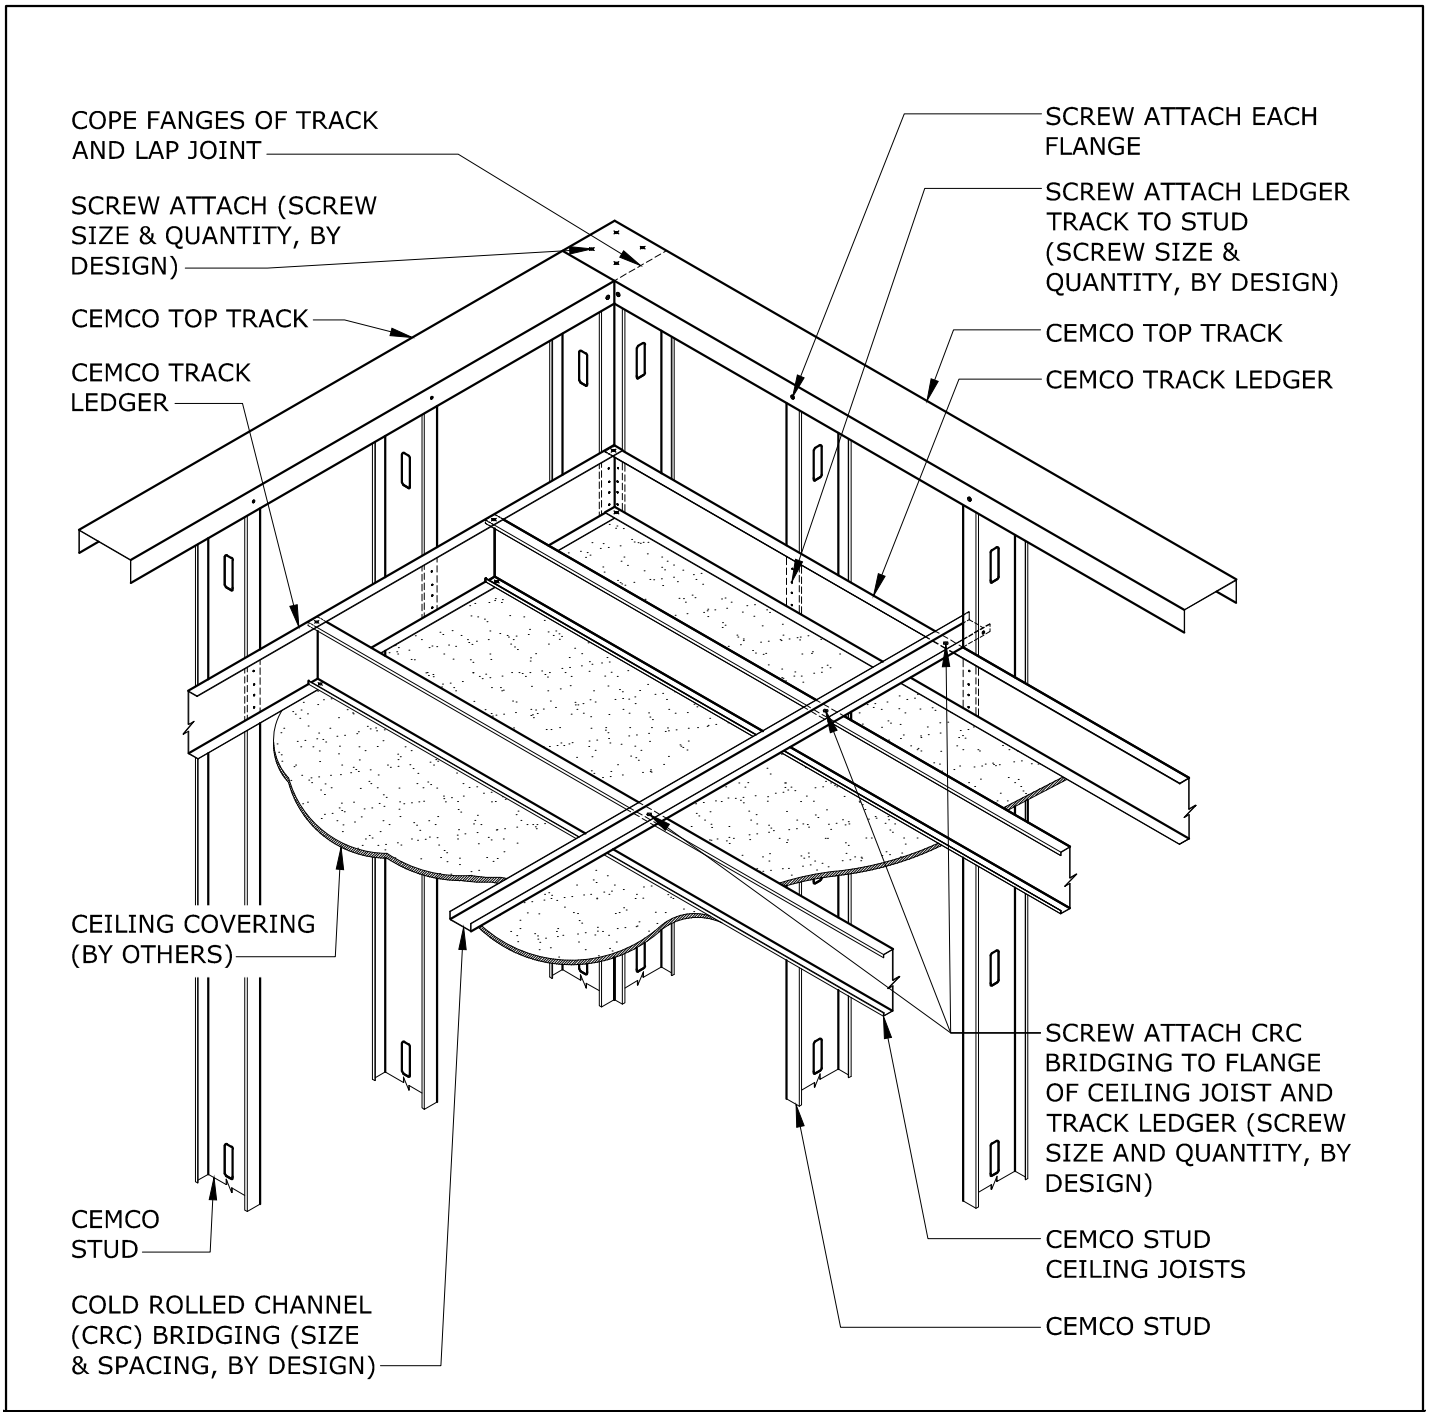 COPE FANGES OF TRACK
AND LAP JOINT
SCREW ATTACH (SCREW
SIZE & QUANTITY, BY
DESIGN)
CEMCO TOP TRACK
CEMCO TRACK
LEDGER
CEILING COVERING
(BY OTHERS)
CEMCO
STUD
COLD ROLLED CHANNEL
(CRC) BRIDGING (SIZE
& SPACING, BY DESIGN)
SCREW ATTACH EACH
FLANGE
SCREW ATTACH LEDGER
TRACK TO STUD
(SCREW SIZE &
QUANTITY, BY DESIGN)
CEMCO TOP TRACK
CEMCO TRACK LEDGER
SCREW ATTACH CRC
BRIDGING TO FLANGE
OF CEILING JOIST AND
TRACK LEDGER (SCREW
SIZE AND QUANTITY, BY
DESIGN)
CEMCO STUD
CEILING JOISTS
CEMCO STUD